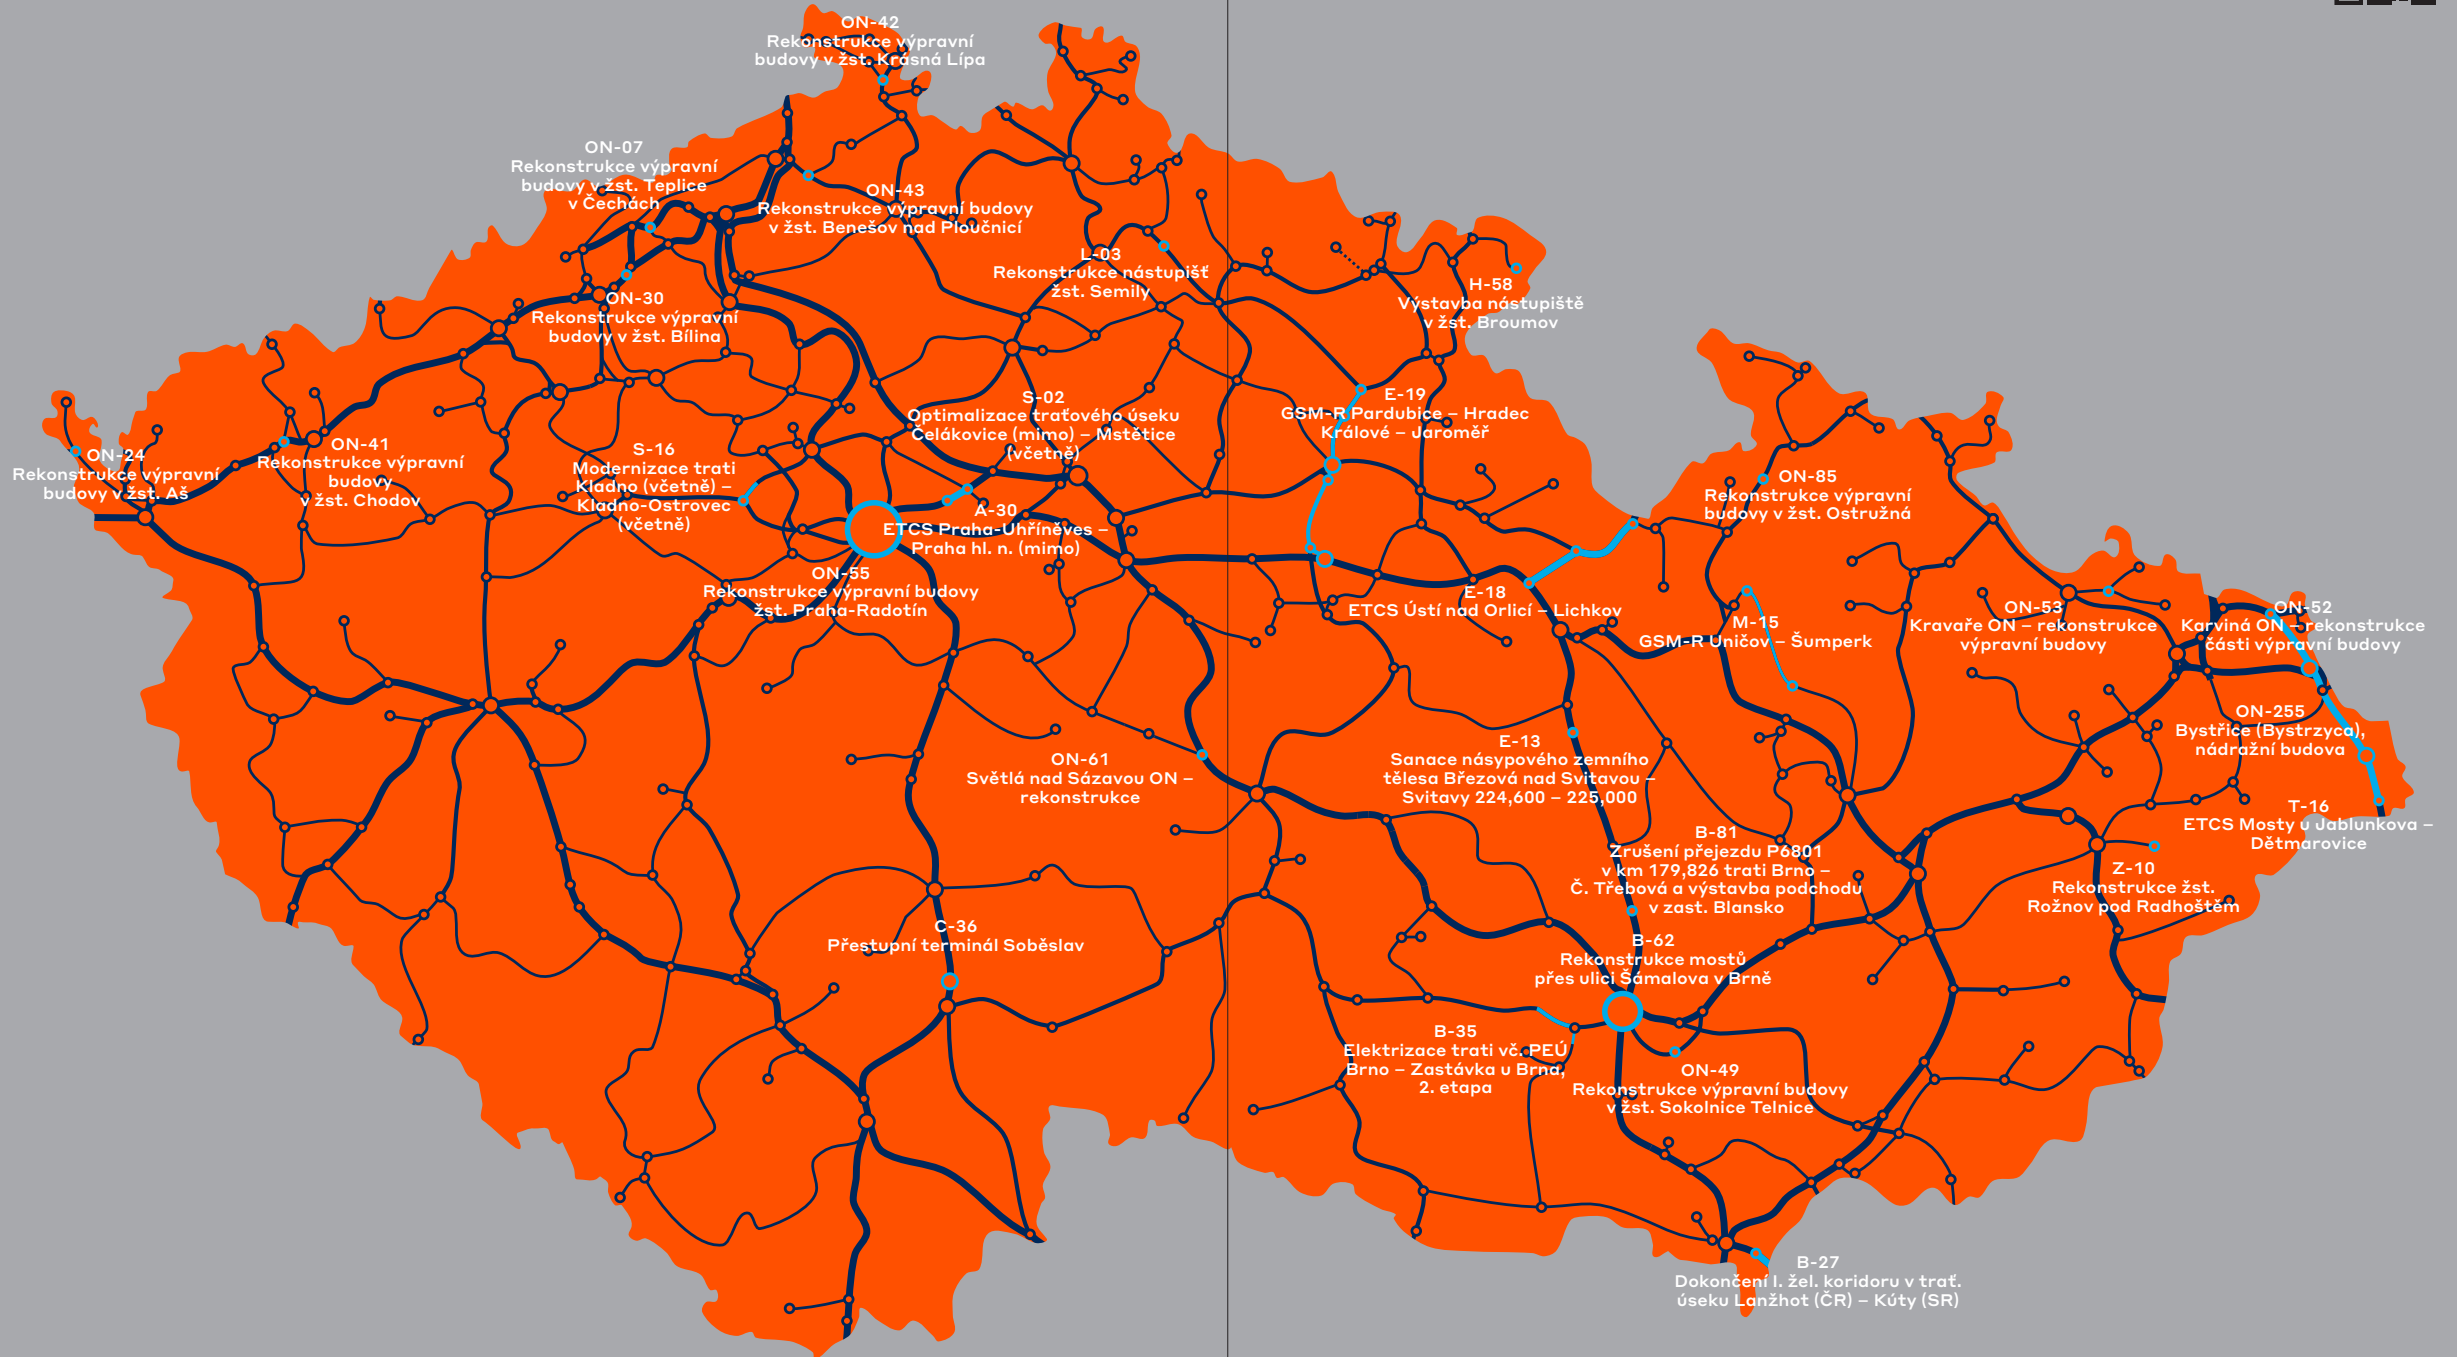 ON-42
Rekonstrukce výpravní
budovy v žst. Krásná Lípa
ON-07
Rekonstrukce výpravní
budovy v žst. Teplice
v Čechách
ON-43
Rekonstrukce výpravní budovy
v žst. Benešov nad Ploučnicí
L-03
Rekonstrukce nástupišť
žst. Semily
H-58
Výstavba nástupiště
v žst. Broumov
ON-30
Rekonstrukce výpravní
budovy v žst. Bílina
S-02
Optimalizace traťového úseku
Čelákovice (mimo) – Mstětice
(včetně)
E-19
GSM-R Pardubice – Hradec
Králové – Jaroměř
ON-24
Rekonstrukce výpravní
budovy v žst. Aš
ON-41
Rekonstrukce výpravní
budovy
v žst. Chodov
S-16
Modernizace trati
Kladno (včetně) –
Kladno-Ostrovec
(včetně)
A-30
ETCS Praha-Uhříněves –
Praha hl. n. (mimo)
ON-85
Rekonstrukce výpravní
budovy v žst. Ostružná
ON-55
Rekonstrukce výpravní budovy
žst. Praha-Radotín
E-18
ETCS Ústí nad Orlicí – Lichkov
M-15
GSM-R Uničov – Šumperk
ON-53
Kravaře ON – rekonstrukce
výpravní budovy
ON-52
Karviná ON – rekonstrukce
části výpravní budovy
ON-255
Bystřice (Bystrzyca),
nádražní budova
ON-61
Světlá nad Sázavou ON –
rekonstrukce
E-13
Sanace násypového zemního
tělesa Březová nad Svitavou –
Svitavy 224,600 – 225,000
T-16
ETCS Mosty u Jablunkova –
Dětmarovice
B-81
Zrušení přejezdu P6801
v km 179,826 trati Brno –
Č. Třebová a výstavba podchodu
v zast. Blansko
Z-10
Rekonstrukce žst.
Rožnov pod Radhoštěm
C-36
Přestupní terminál Soběslav
B-62
Rekonstrukce mostů
přes ulici Šámalova v Brně
B-35
Elektrizace trati vč. PEÚ
Brno – Zastávka u Brna,
2. etapa
ON-49
Rekonstrukce výpravní budovy
v žst. Sokolnice Telnice
B-27
Dokončení I. žel. koridoru v trať.
úseku Lanžhot (ČR) – Kúty (SR)